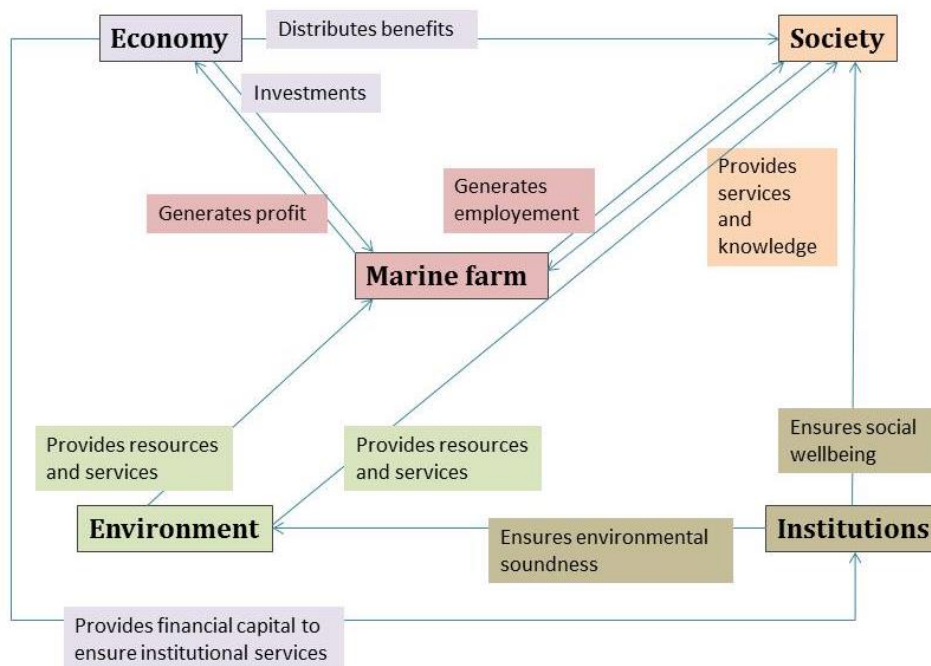 Economy
Distributes benefits
Society
Investments
Generates profit
Generates
employement
Provides
services
and
knowledge
Marine farm
Provides resources
and services
Provides resources
and services
Ensures social
wellbeing
Environment
Ensures environmental
soundness
Institutions
Provides financial capital to
ensure institutional services